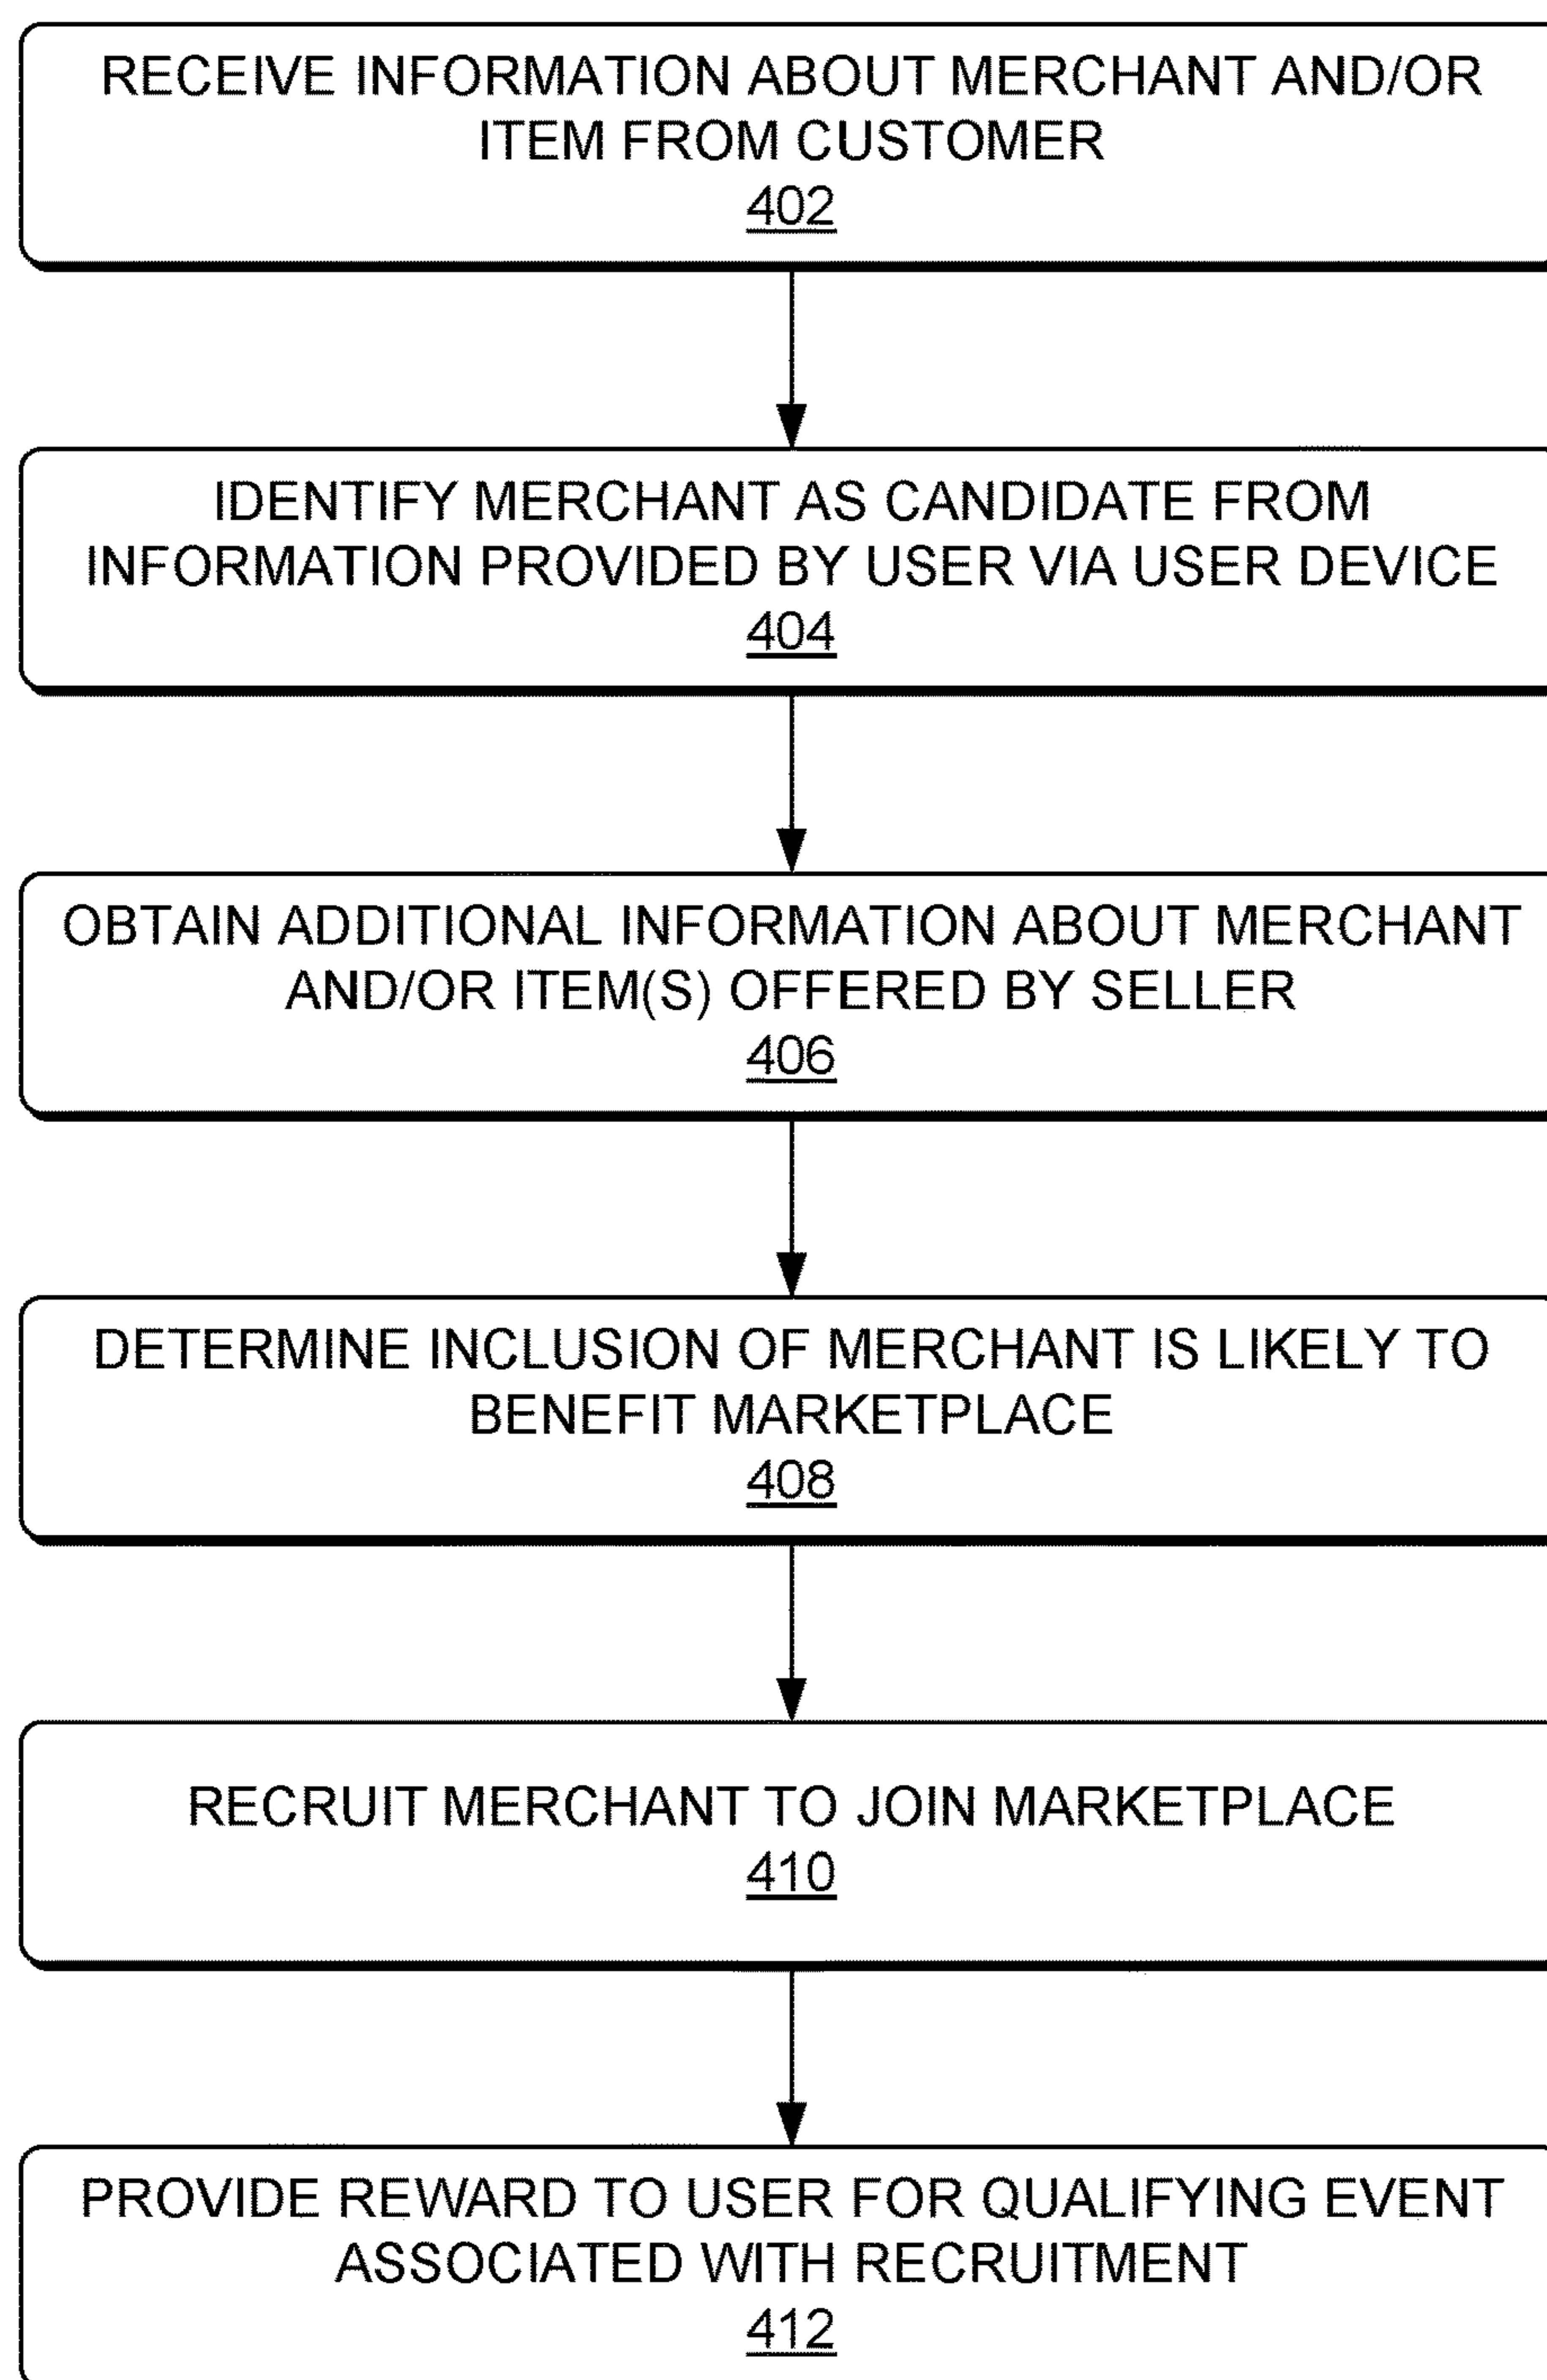 RECEIVE INFORMATION ABOUT MERCHANT AND/OR
ITEM FROM CUSTOMER
402
IDENTIFY MERCHANT AS CANDIDATE FROM
INFORMATION PROVIDED BY USER VIA USER DEVICE
404
OBTAIN ADDITIONAL INFORMATION ABOUT MERCHANT
AND/OR ITEM(S) OFFERED BY SELLER
406
DETERMINE INCLUSION OF MERCHANT IS LIKELY TO
BENEFIT MARKETPLACE
408
RECRUIT MERCHANT TO JOIN MARKETPLACE
410
PROVIDE REWARD TO USER FOR QUALIFYING EVENT
ASSOCIATED WITH RECRUITMENT
412